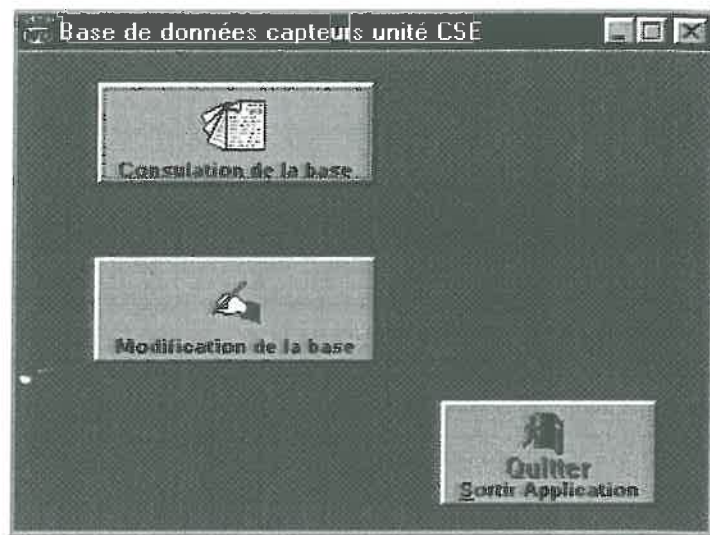 Base de données capteurs unité CSE
Consulation de la base
Modification de la base
Quitter
Sortir Application